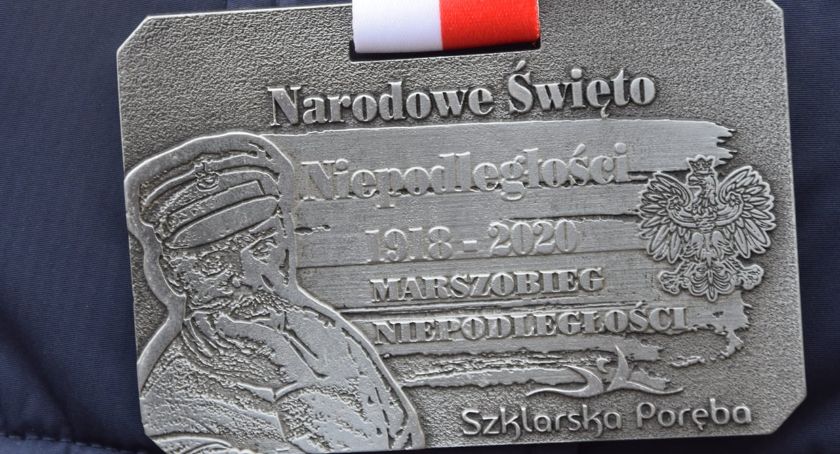 Narodowe Święto
Niepodległości
1918 - 2020
MARSZOBIEG
NIEPODLEGŁOŚCI
Szklarska Poręba